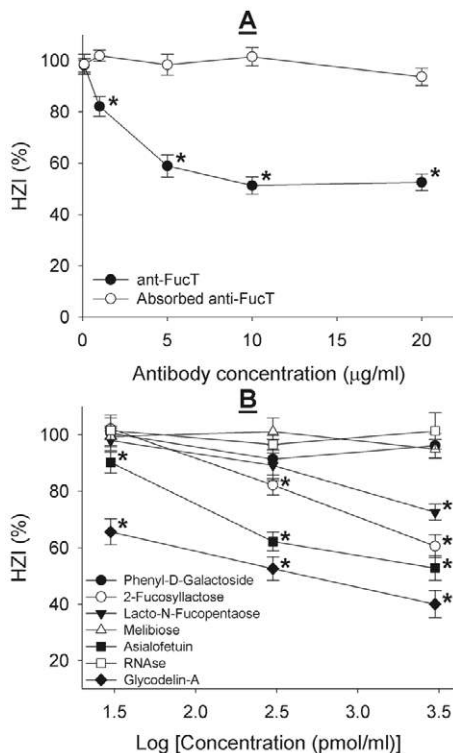 A
120
100
80
60
40
20
0
HZI (%)
*
*
*
*
ant-FucT
Absorbed anti-FucT
0 5 10 15 20
Antibody concentration (μg/ml)
B
100
80
60
40
20
HZI (%)
*
*
*
*
*
*
*
*
*
Phenyl-D-Galactoside
2-Fucosyllactose
Lacto-N-Fucopentaose
Melibiose
Asialofetuin
RNAse
Glycodelin-A
1.5 2.0 2.5 3.0 3.5
Log [Concentration (pmol/ml)]